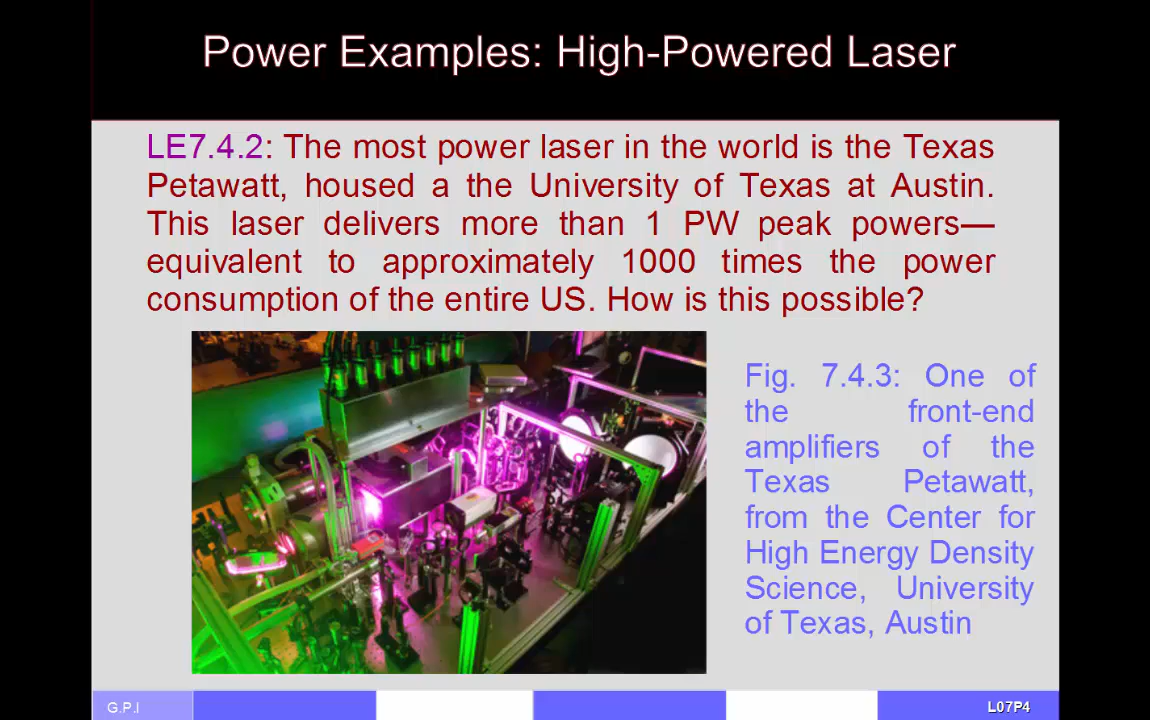 Power Examples: High-Powered Laser
LE7.4.2: The most power laser in the world is the Texas
Petawatt, housed a the University of Texas at Austin.
This laser delivers more than 1 PW peak powers—
equivalent to approximately 1000 times the power
consumption of the entire US. How is this possible?
Fig. 7.4.3: One of
the front-end
amplifiers of the
Texas Petawatt,
from the Center for
High Energy Density
Science, University
of Texas, Austin
G.P.I
L07P4